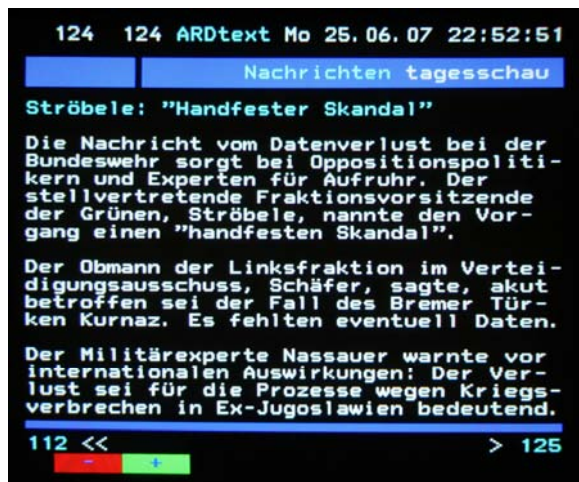 124 124 ARDtext Mo 25.06.07 22:52:51
Nachrichten tagesschau
Ströbele: "Handfester Skandal"
Die Nachricht vom Datenverlust bei der
Bundeswehr sorgt bei Oppositionspoliti-
kern und Experten für Aufruhr. Der
stellvertretende Fraktionsvorsitzende
der Grünen, Ströbele, nannte den Vor-
gang einen "handfesten Skandal".
Der Obmann der Linksfraktion im Vertei-
digungsausschuss, Schäfer, sagte, akut
betroffen sei der Fall des Bremer Tür-
ken Kurnaz. Es fehlten eventuell Daten.
Der Militärexperte Nassauer warnte vor
internationalen Auswirkungen: Der Ver-
lust sei für die Prozesse wegen Kriegs-
verbrechen in Ex-Jugoslawien bedeutend.
112 << > 125
- +